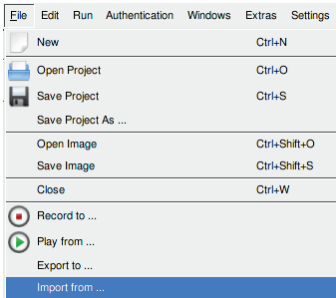 File Edit Run Authentication Windows Extras Settings
New Ctrl+N
Open Project Ctrl+O
Save Project Ctrl+S
Save Project As ...
Open Image Ctrl+Shift+O
Save Image Ctrl+Shift+S
Close Ctrl+W
Record to ...
Play from ...
Export to ...
Import from ...